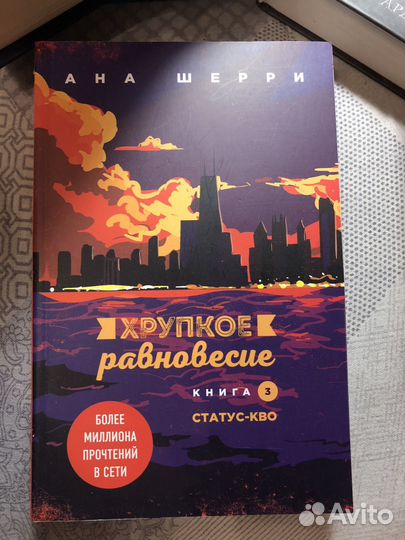 АНА ШЕРРИ
ХРУПКОЕ
равновесие
КНИГА 3
СТАТУС-КВО
БОЛЕЕ
МИЛЛИОНА
ПРОЧТЕНИЙ
В СЕТИ
Avito